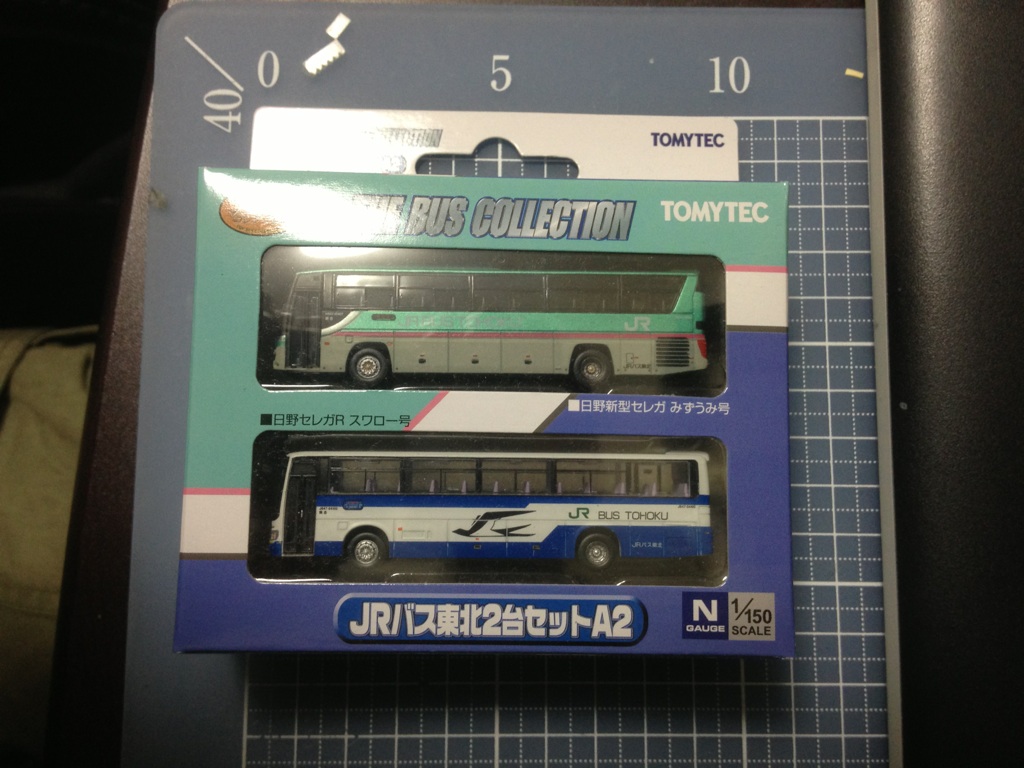 0
5
10
40
TOMYTEC
BUS COLLECTION
TOMYTEC
JR
■日野セレガR スワロー号
■日野新型セレガ みずうみ号
JR BUS TOHOKU
JRバス東北
JRバス東北2台セットA2
N
GAUGE
1/150
SCALE